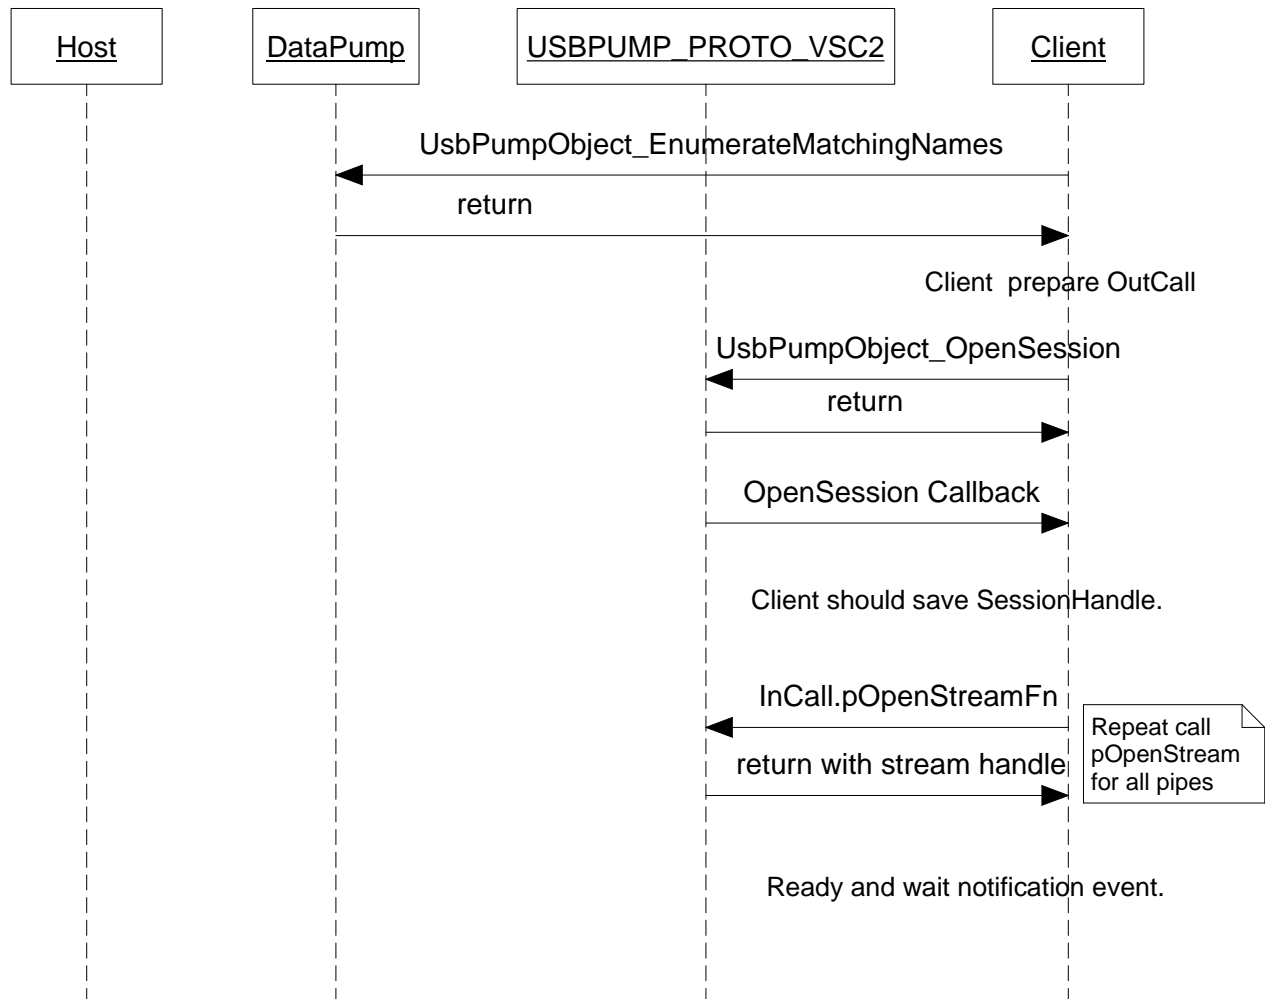 Host
DataPump
USBPUMP_PROTO_VSC2
Client
UsbPumpObject_EnumerateMatchingNames
return
Client prepare OutCall
UsbPumpObject_OpenSession
return
OpenSession Callback
Client should save SessionHandle.
InCall.pOpenStreamFn
return with stream handle
Repeat call
pOpenStream
for all pipes
Ready and wait notification event.